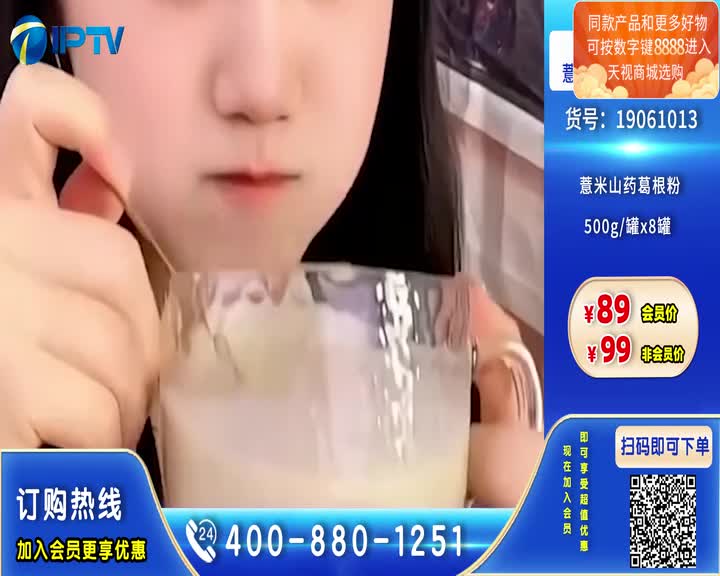 IPTV
同款产品和更多好物
可按数字键8888进入
天视商城选购
薏
货号：19061013
薏米山药葛根粉
500g/罐x8罐
¥89 会员价
¥99 非会员价
扫码即可下单
即可享受超值优惠
现在加入会员
订购热线
加入会员更享优惠
24
400-880-1251